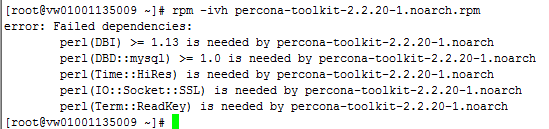 [root@vw01001135009 ~]# rpm -ivh percona-toolkit-2.2.20-1.noarch.rpm
error: Failed dependencies:
        perl(DBI) >= 1.13 is needed by percona-toolkit-2.2.20-1.noarch
        perl(DBD::mysql) >= 1.0 is needed by percona-toolkit-2.2.20-1.noarch
        perl(Time::HiRes) is needed by percona-toolkit-2.2.20-1.noarch
        perl(IO::Socket::SSL) is needed by percona-toolkit-2.2.20-1.noarch
        perl(Term::ReadKey) is needed by percona-toolkit-2.2.20-1.noarch
[root@vw01001135009 ~]#